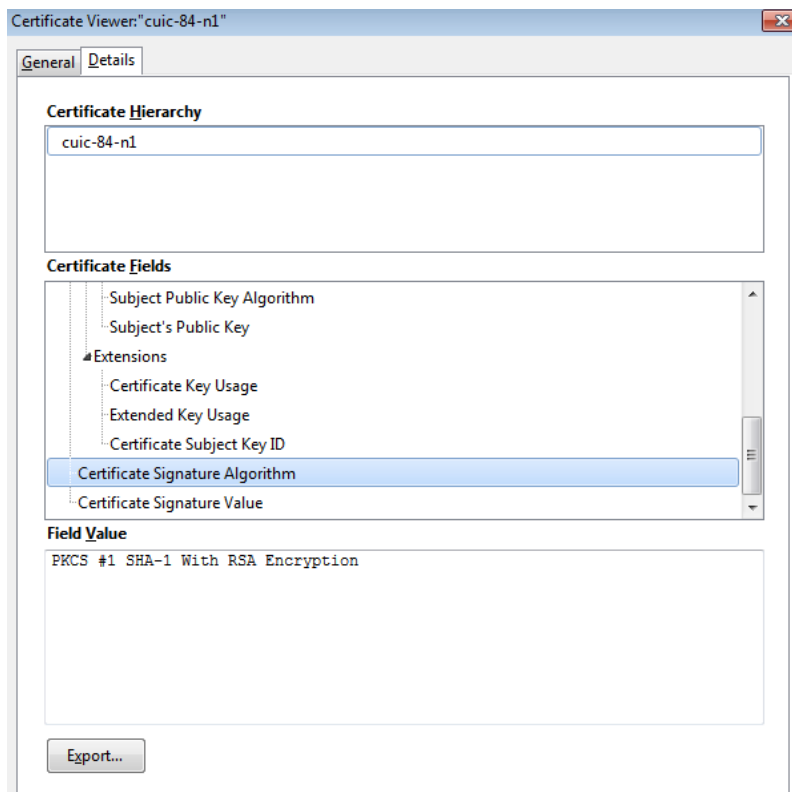 Certificate Viewer:"cuic-84-n1"
General Details
Certificate Hierarchy
cuic-84-n1
Certificate Fields
Subject Public Key Algorithm
Subject's Public Key
Extensions
Certificate Key Usage
Extended Key Usage
Certificate Subject Key ID
Certificate Signature Algorithm
Certificate Signature Value
Field Value
PKCS #1 SHA-1 With RSA Encryption
Export...